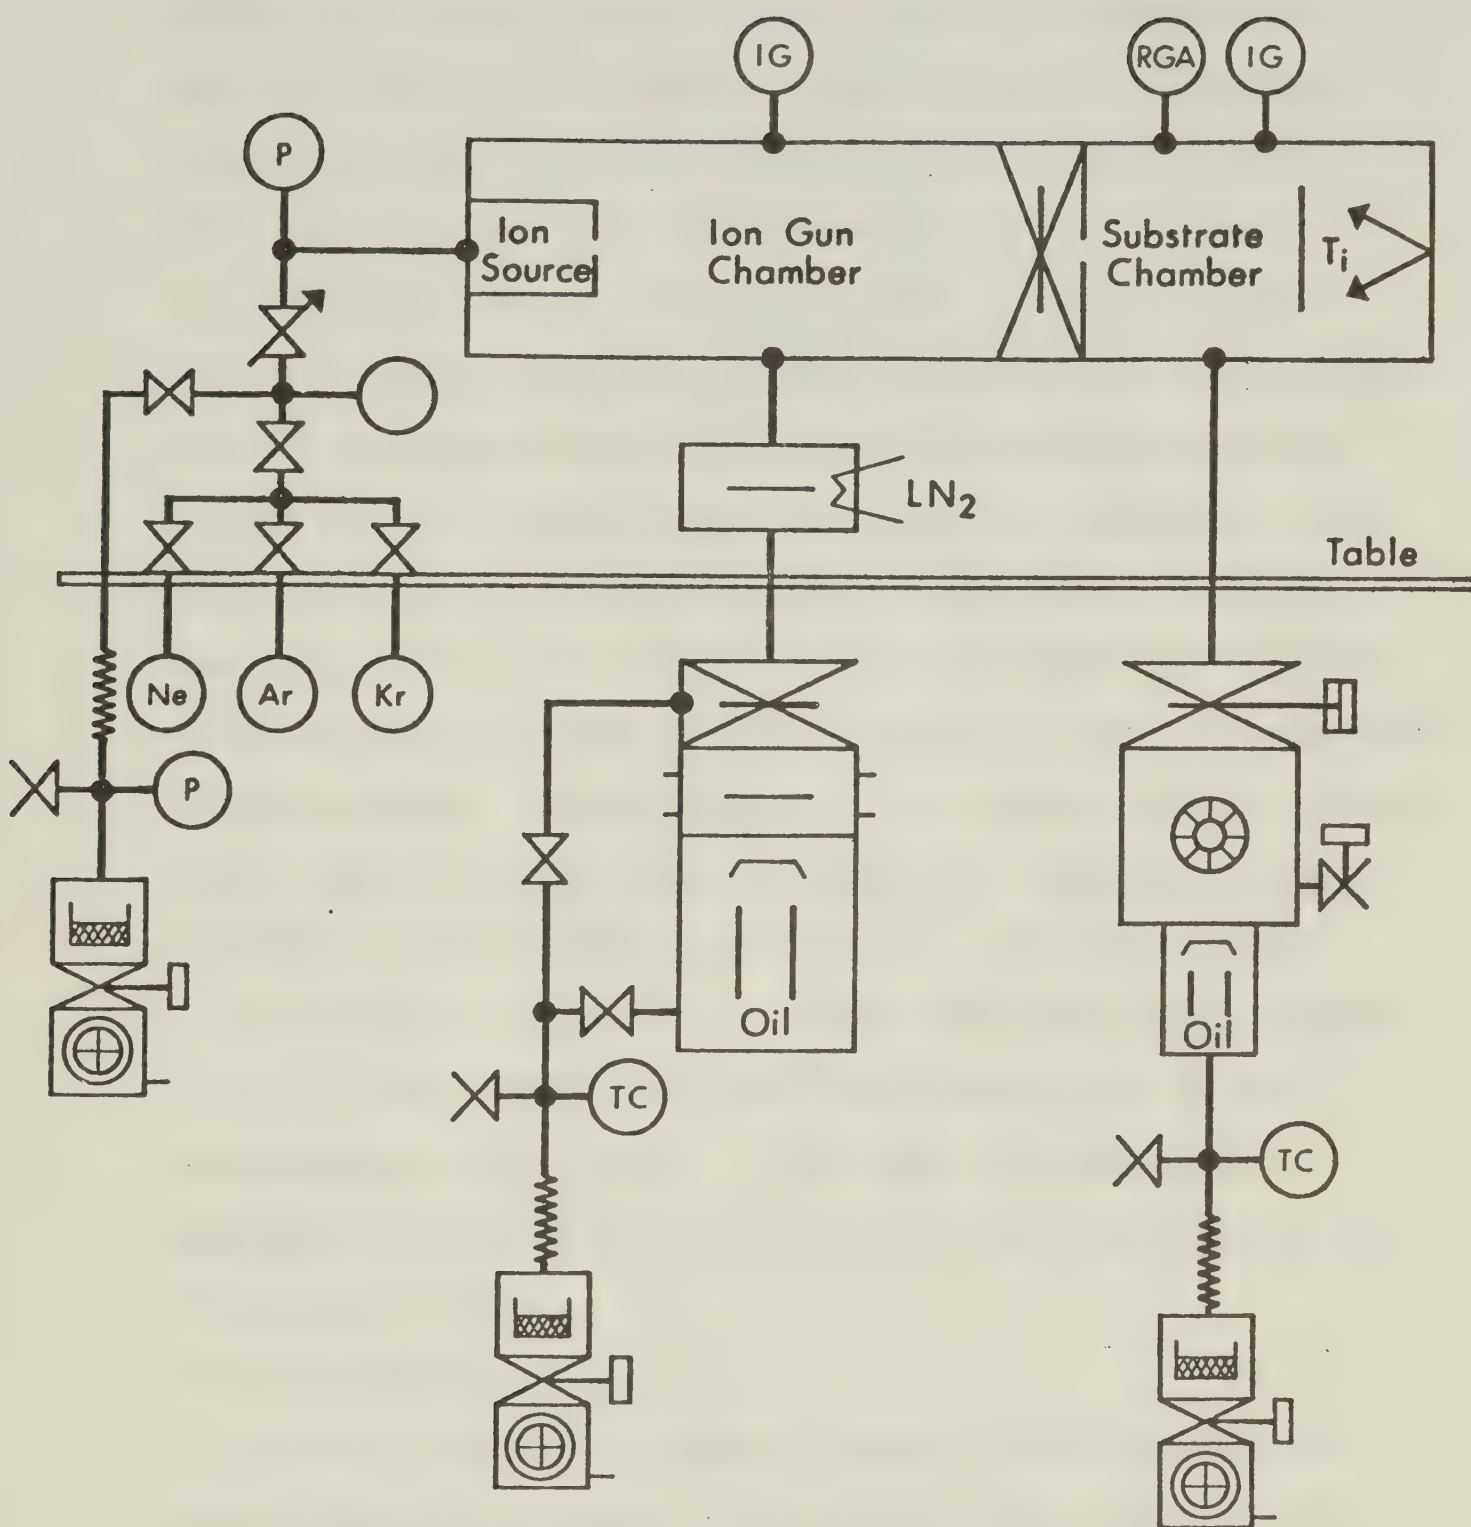 IG
RGA
IG
P
Ion
Source
Ion Gun
Chamber
Substrate
Chamber
Ti
LN2
Table
Ne
Ar
Kr
P
Oil
Oil
TC
TC